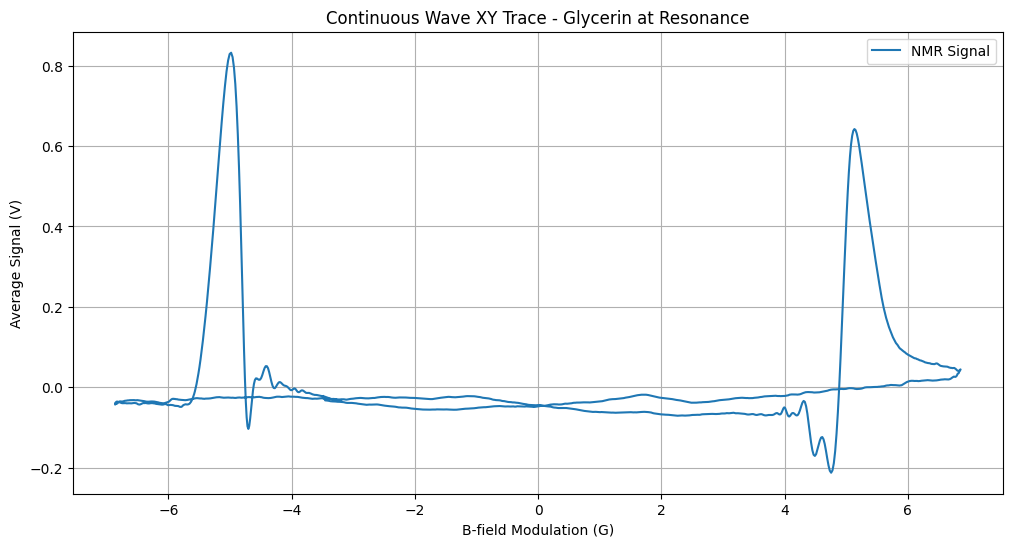 Continuous Wave XY Trace - Glycerin at Resonance
NMR Signal
Average Signal (V)
0.8
0.6
0.4
0.2
0.0
−0.2
−6 −4 −2 0 2 4 6
B-field Modulation (G)